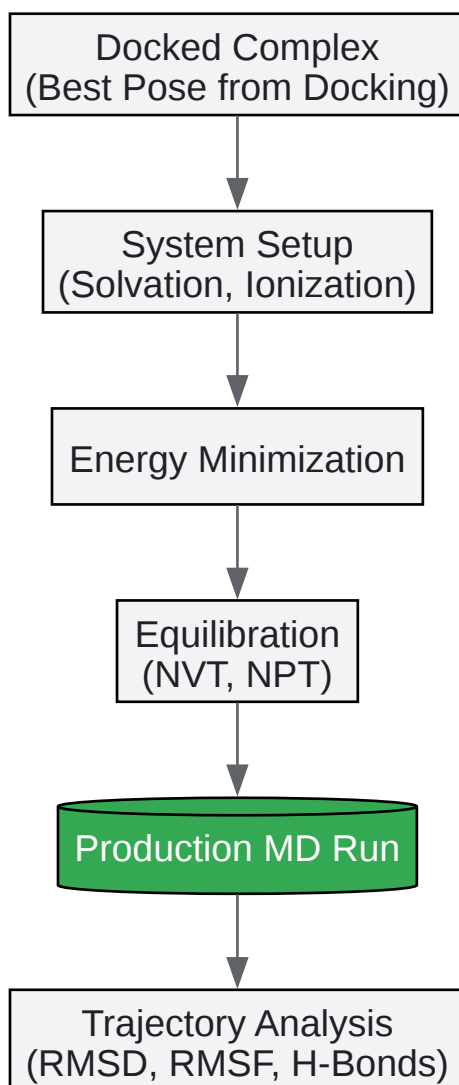 Docked Complex
(Best Pose from Docking)
System Setup
(Solvation, Ionization)
Energy Minimization
Equilibration
(NVT, NPT)
Production MD Run
Trajectory Analysis
(RMSD, RMSF, H-Bonds)